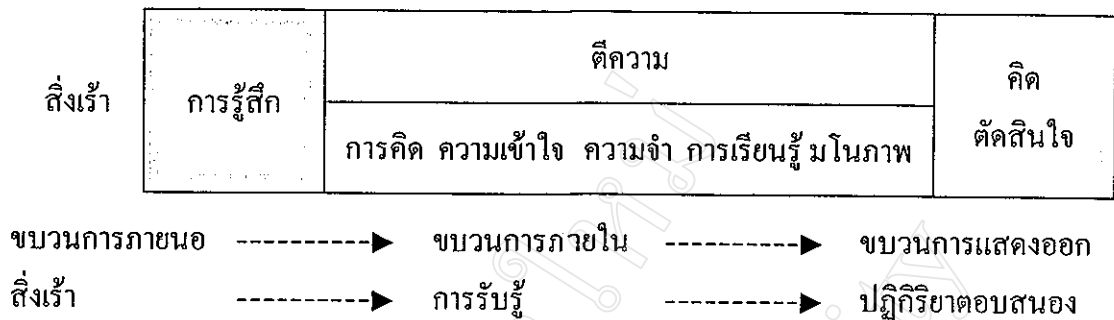 สิ่งเร้า
การรู้สึก
ตีความ
การคิด ความเข้าใจ ความจำ การเรียนรู้ มโนภาพ
คิด
ตัดสินใจ
ขบวนการภายนอ ขบวนการภายใน ขบวนการแสดงออก
สิ่งเร้า การรับรู้ ปฏิกิริยาตอบสนอง